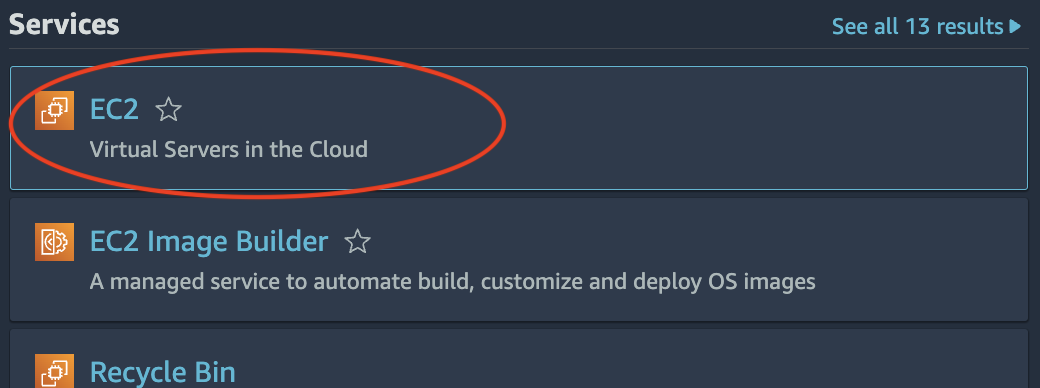 Services
See all 13 results
EC2
Virtual Servers in the Cloud
EC2 Image Builder
A managed service to automate build, customize and deploy OS images
Recycle Bin